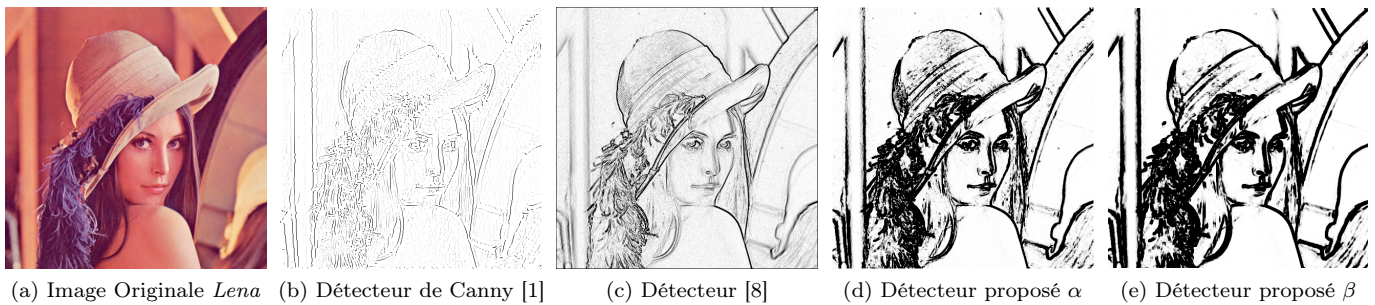 (a) Image Originale Lena
(b) Détecteur de Canny [1]
(c) Détecteur [8]
(d) Détecteur proposé α
(e) Détecteur proposé β